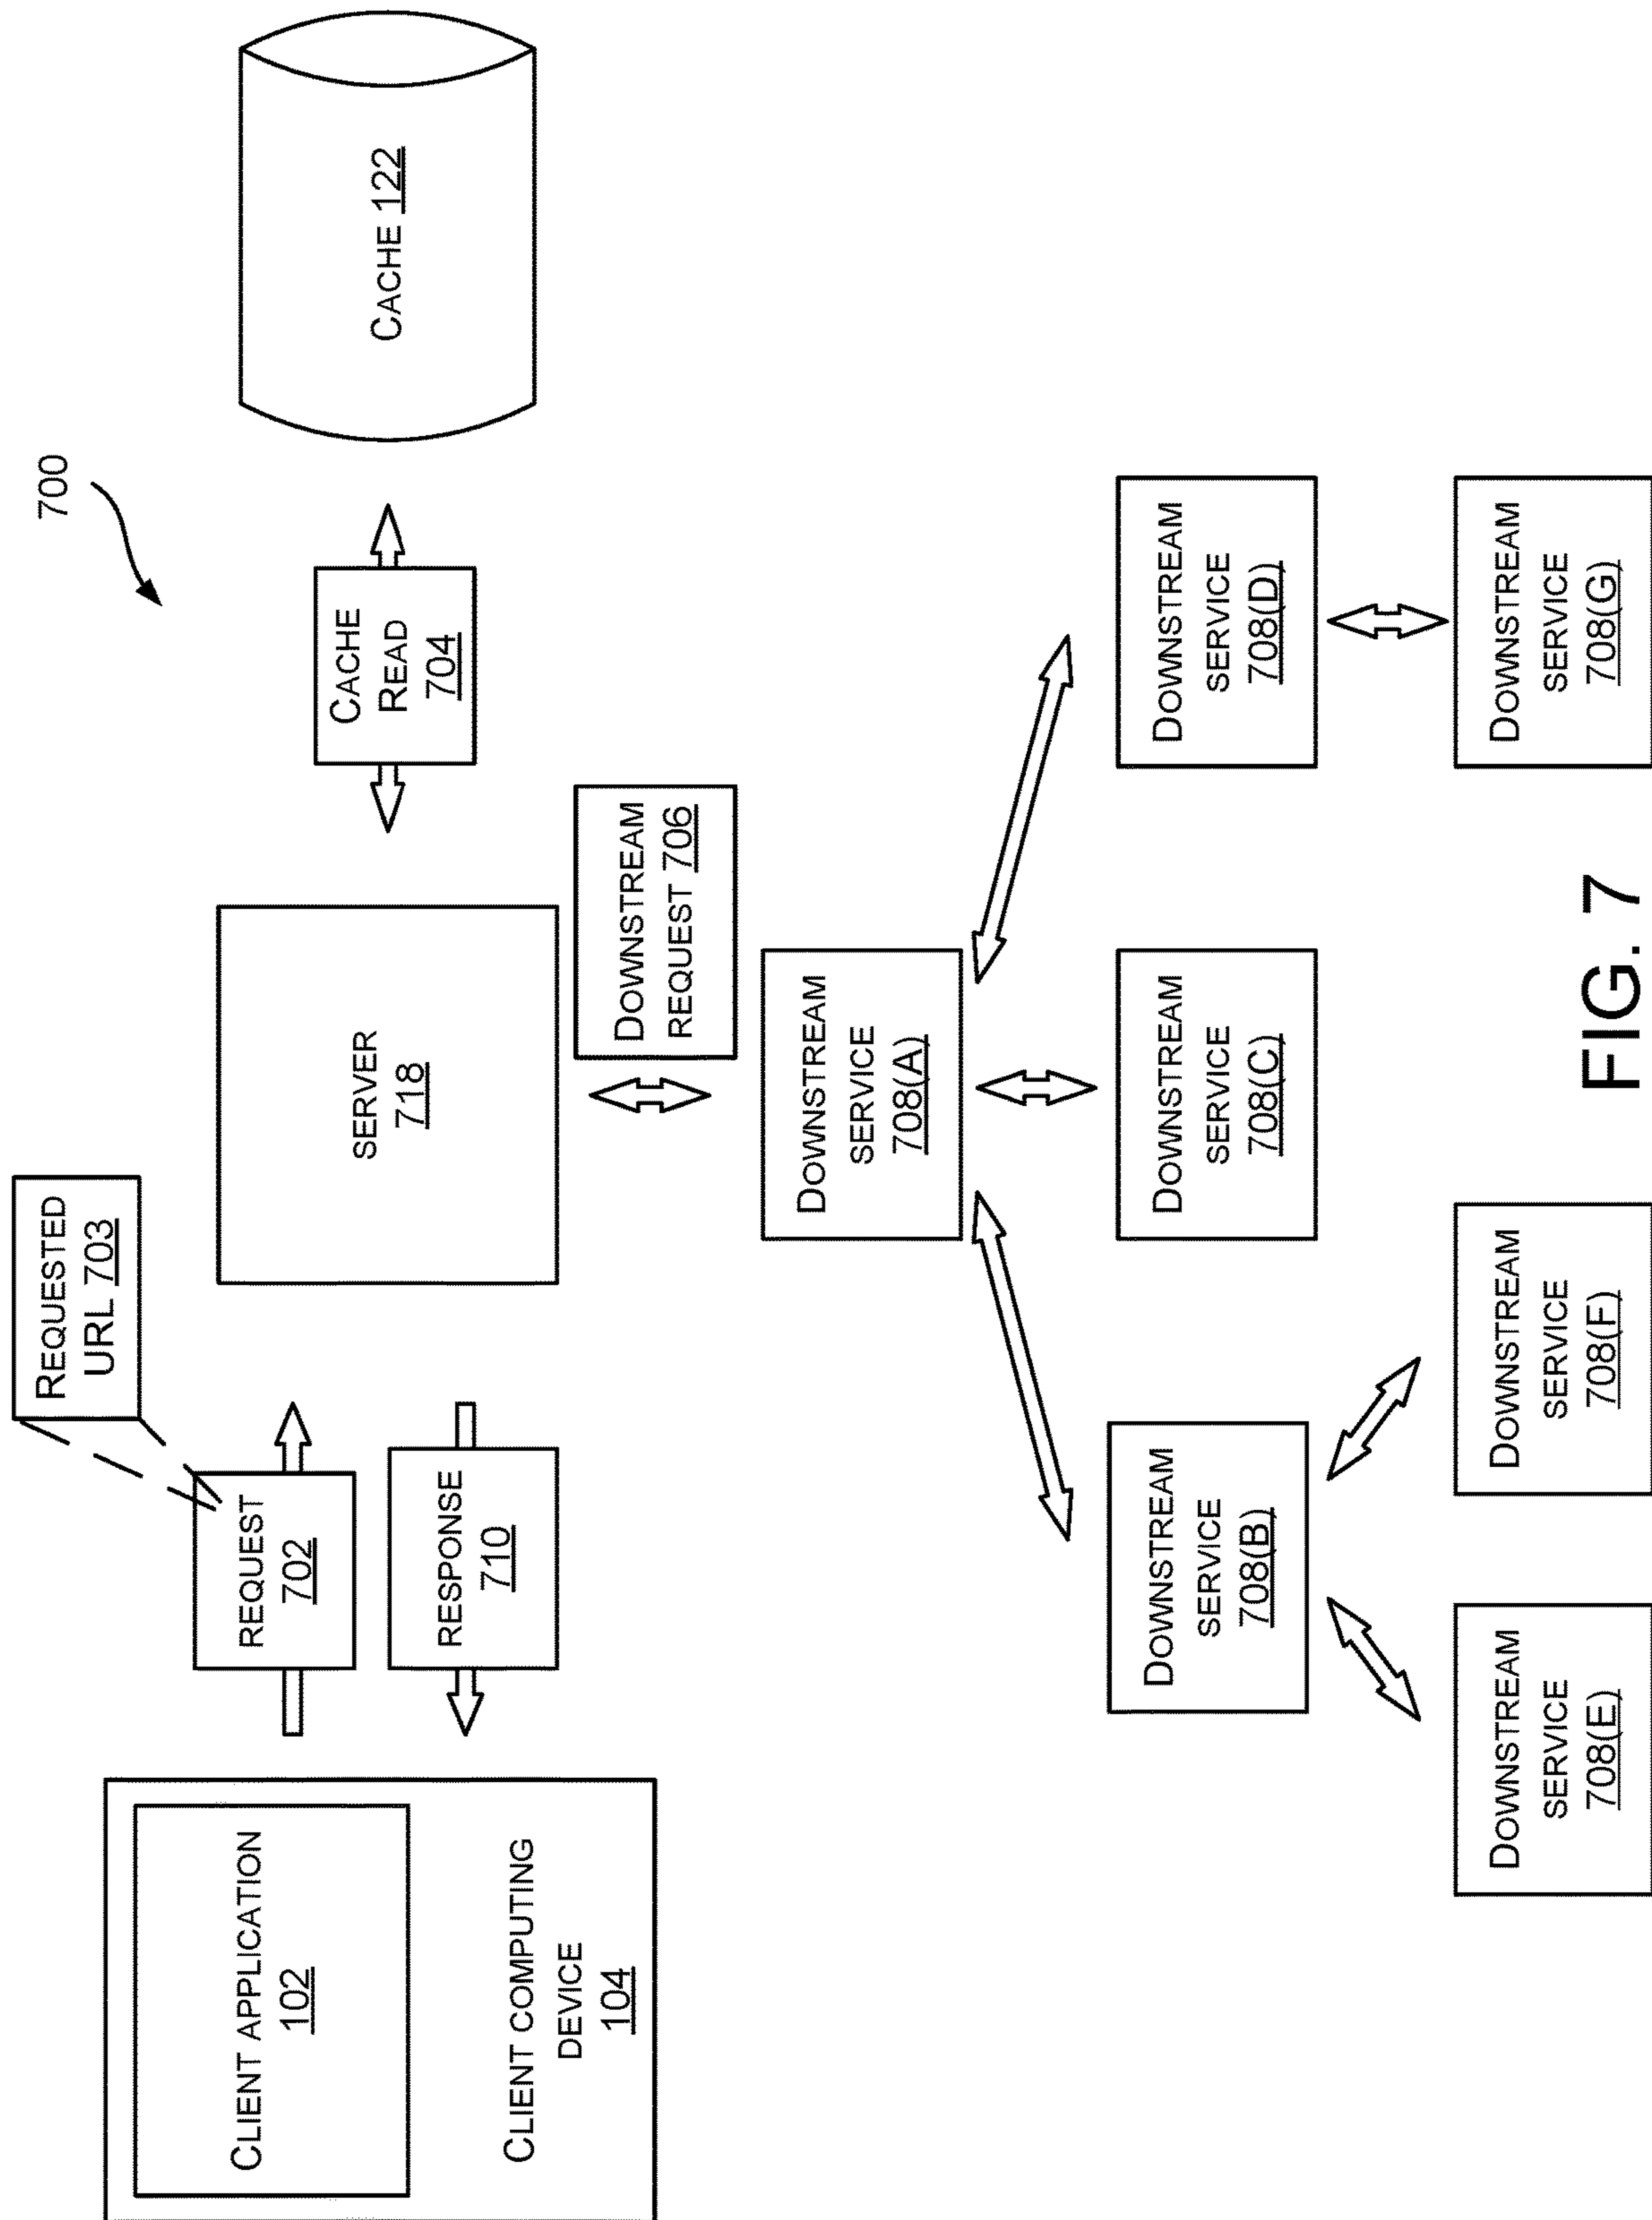 700
REQUESTED
URL 703
CLIENT APPLICATION
102
CLIENT COMPUTING
DEVICE
104
REQUEST
702
RESPONSE
710
SERVER
718
CACHE
READ
704
CACHE 122
DOWNSTREAM
REQUEST 706
DOWNSTREAM
SERVICE
708(A)
DOWNSTREAM
SERVICE
708(B)
DOWNSTREAM
SERVICE
708(C)
DOWNSTREAM
SERVICE
708(D)
DOWNSTREAM
SERVICE
708(E)
DOWNSTREAM
SERVICE
708(F)
DOWNSTREAM
SERVICE
708(G)
FIG. 7